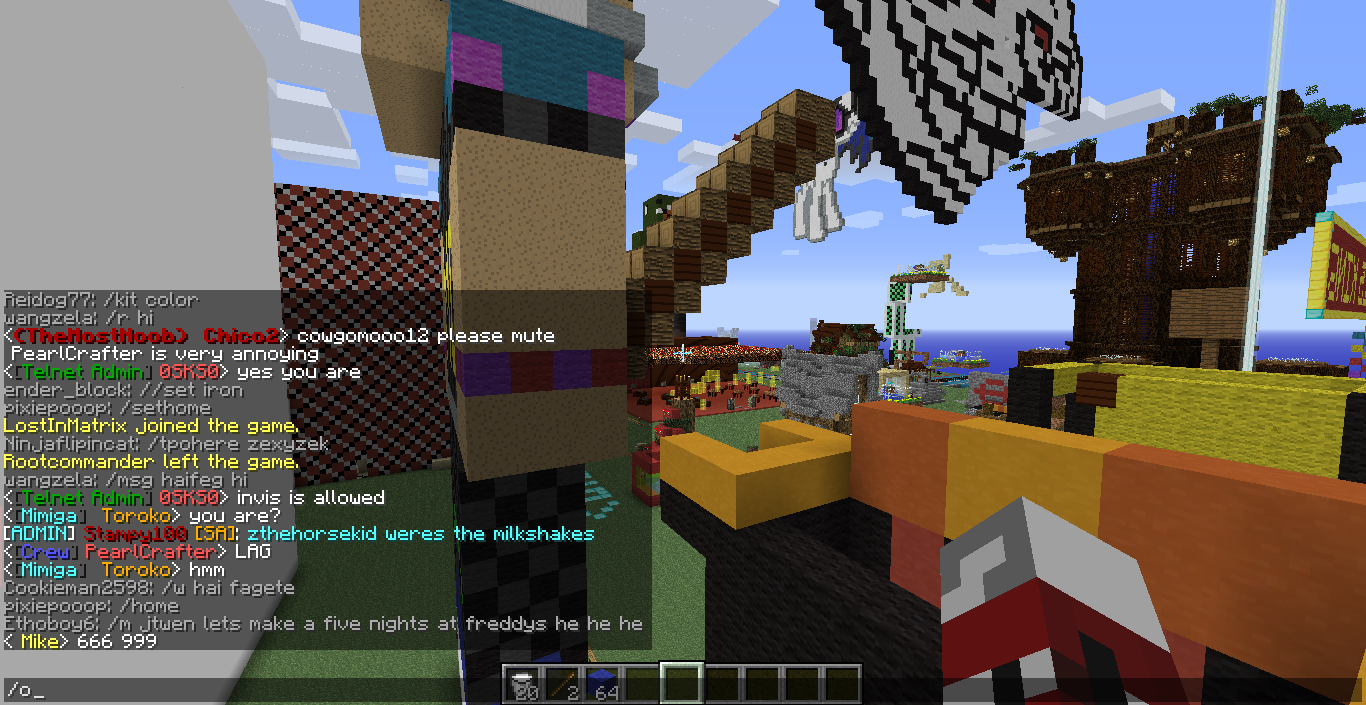 Reidog77: /kit color
wangzela: /r hi
<(TheMostNoob) Chico2> cowgomooo12 please mute
PearlCrafter is very annoying
<[Telnet Admin] 05K50> yes you are
ender_block: //set iron
pixiepooop: /sethome
LostInMatrix joined the game.
Ninjaflipincat: /tpohere zexyzek
Rootcommander left the game.
wangzela: /msg haifeg hi
<[Telnet Admin] 05K50> invis is allowed
<[Mimiga] Toroko> you are?
[ADMIN] Stampy100 [SA]: zthehorsekid weres the milkshakes
<[Crew] PearlCrafter> LAG
<[Mimiga] Toroko> hmm
Cookieman2598: /w hai fagete
pixiepooop: /home
Ethoboy6: /m jtwen lets make a five nights at freddys he he he
< Mike> 666 999
/o_
20 2 64